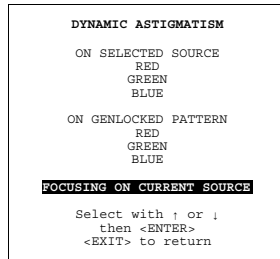 DYNAMIC ASTIGMATISM
ON SELECTED SOURCE
RED
GREEN
BLUE
ON GENLOCKED PATTERN
RED
GREEN
BLUE
FOCUSING ON CURRENT SOURCE
Select with ↑ or ↓
then <ENTER>
<EXIT> to return